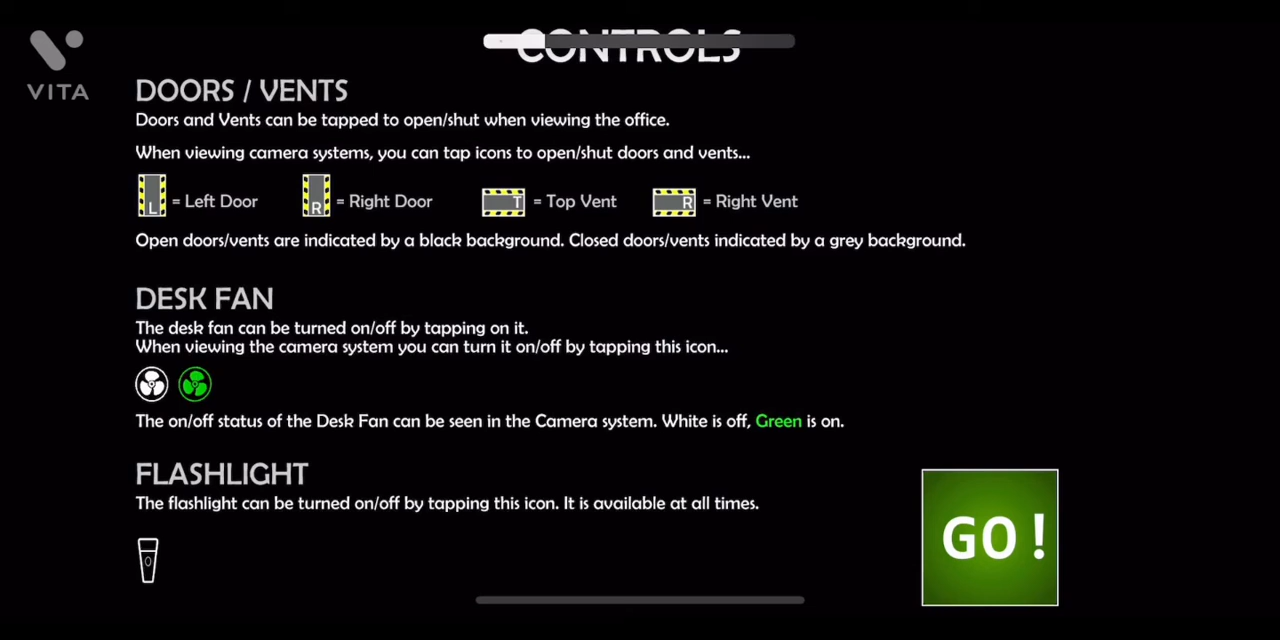 VITA
CONTROLS
DOORS / VENTS
Doors and Vents can be tapped to open/shut when viewing the office.
When viewing camera systems, you can tap icons to open/shut doors and vents...
L = Left Door R = Right Door T = Top Vent R = Right Vent
Open doors/vents are indicated by a black background. Closed doors/vents indicated by a grey background.
DESK FAN
The desk fan can be turned on/off by tapping on it.
When viewing the camera system you can turn it on/off by tapping this icon...
The on/off status of the Desk Fan can be seen in the Camera system. White is off, Green is on.
FLASHLIGHT
The flashlight can be turned on/off by tapping this icon. It is available at all times.
GO!